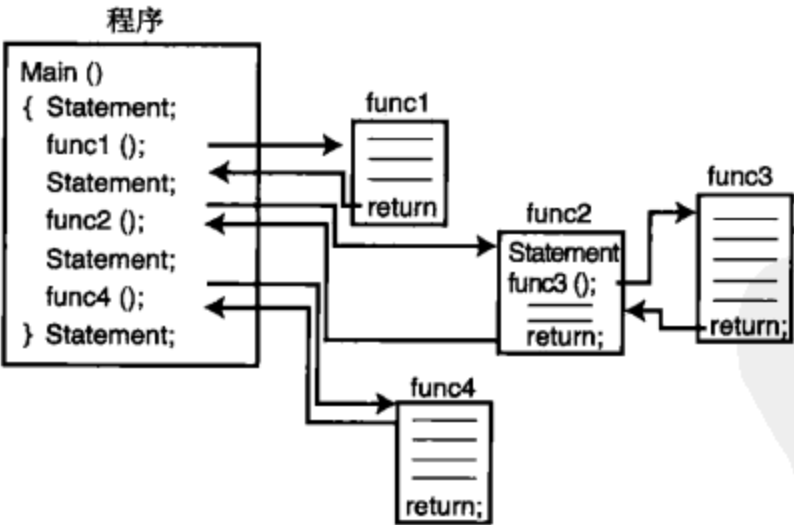 程序
Main ()
{ Statement;
func1 ();
Statement;
func2 ();
Statement;
func4 ();
} Statement;
func1
return
func2
Statement
func3 ();
return;
func3
return;
func4
return;